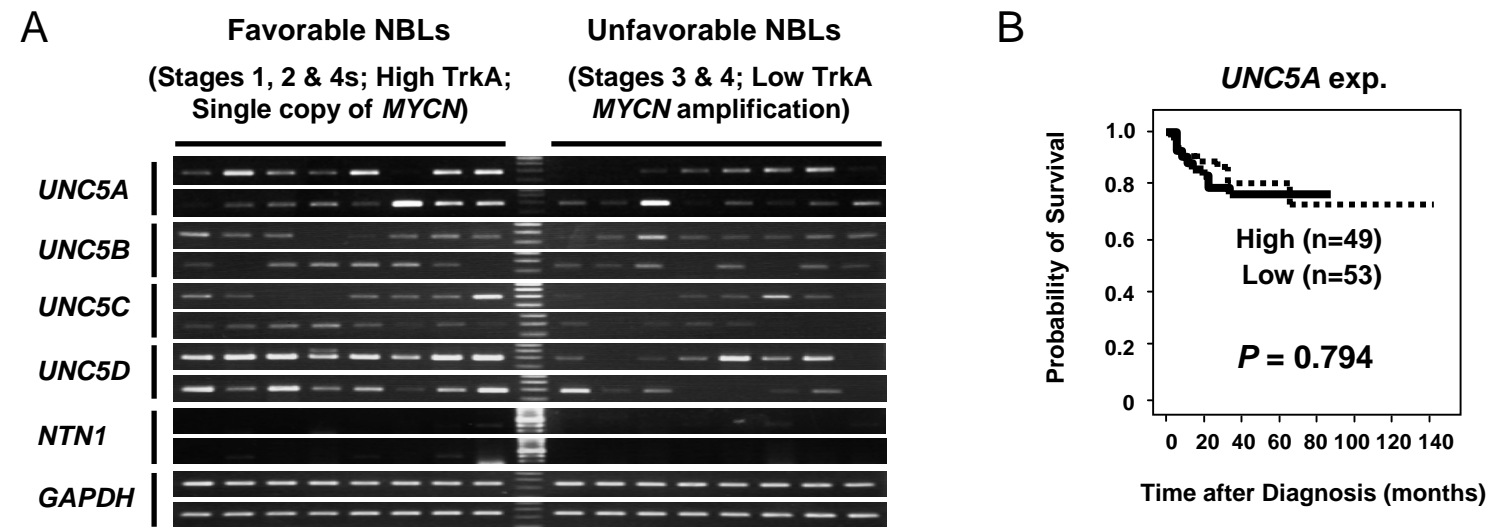 A
Favorable NBLs
(Stages 1, 2 & 4s; High TrkA;
Single copy of MYCN)
Unfavorable NBLs
(Stages 3 & 4; Low TrkA
MYCN amplification)
UNC5A
UNC5B
UNC5C
UNC5D
NTN1
GAPDH
B
UNC5A exp.
Probability of Survival
1.0
0.8
0.6
0.4
0.2
0
High (n=49)
Low (n=53)
P = 0.794
0 20 40 60 80 100 120 140
Time after Diagnosis (months)